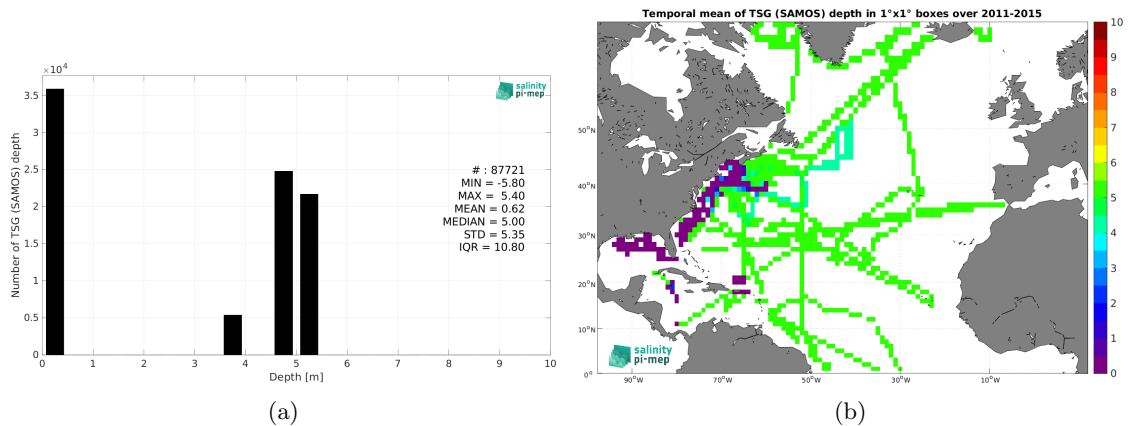 Temporal mean of TSG (SAMOS) depth in 1°x1° boxes over 2011-2015
×10⁴
3.5
3
2.5
2
1.5
1
0.5
0
Number of TSG (SAMOS) depth
salinity
pi-mep
# : 87721
MIN = -5.80
MAX = 5.40
MEAN = 0.62
MEDIAN = 5.00
STD = 5.35
IQR = 10.80
0 1 2 3 4 5 6 7 8 9 10
Depth [m]
(a)
50°N
40°N
30°N
20°N
10°N
0°
90°W 70°W 50°W 30°W 10°W
salinity
pi-mep
10
9
8
7
6
5
4
3
2
1
0
(b)